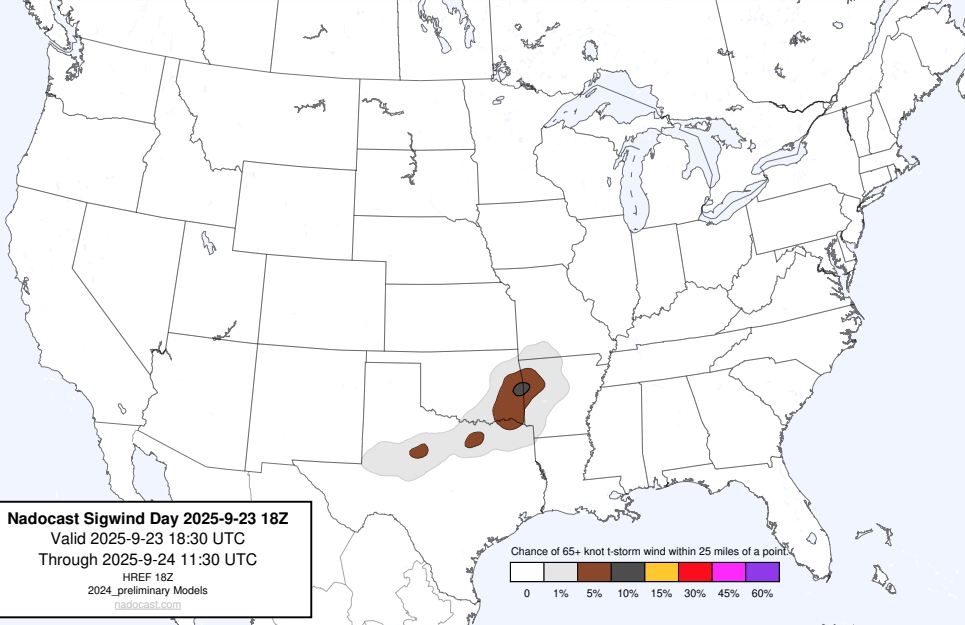 Nadocast Sigwind Day 2025-9-23 18Z
Valid 2025-9-23 18:30 UTC
Through 2025-9-24 11:30 UTC
HREF 18Z
2024_preliminary Models
nadocast.com
Chance of 65+ knot t-storm wind within 25 miles of a point.
0 1% 5% 10% 15% 30% 45% 60%